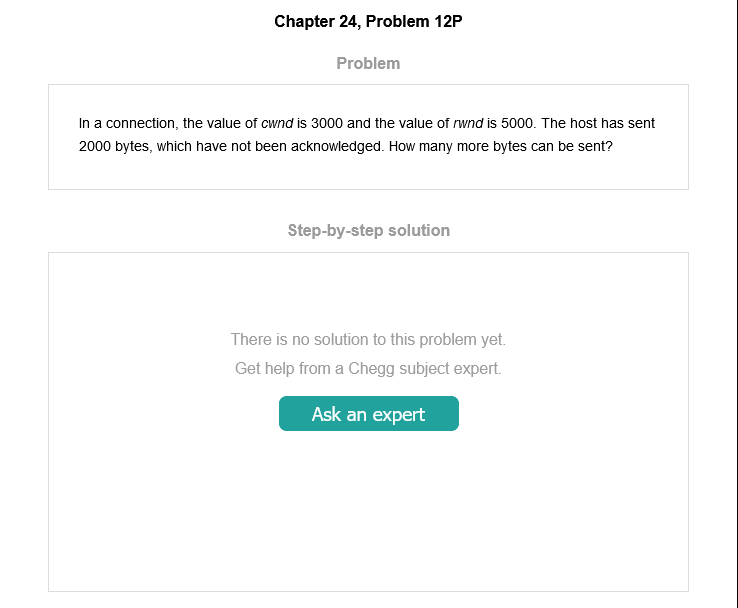 Chapter 24, Problem 12P
Problem
In a connection, the value of cwnd is 3000 and the value of rwnd is 5000. The host has sent
2000 bytes, which have not been acknowledged. How many more bytes can be sent?
Step-by-step solution
There is no solution to this problem yet.
Get help from a Chegg subject expert.
Ask an expert